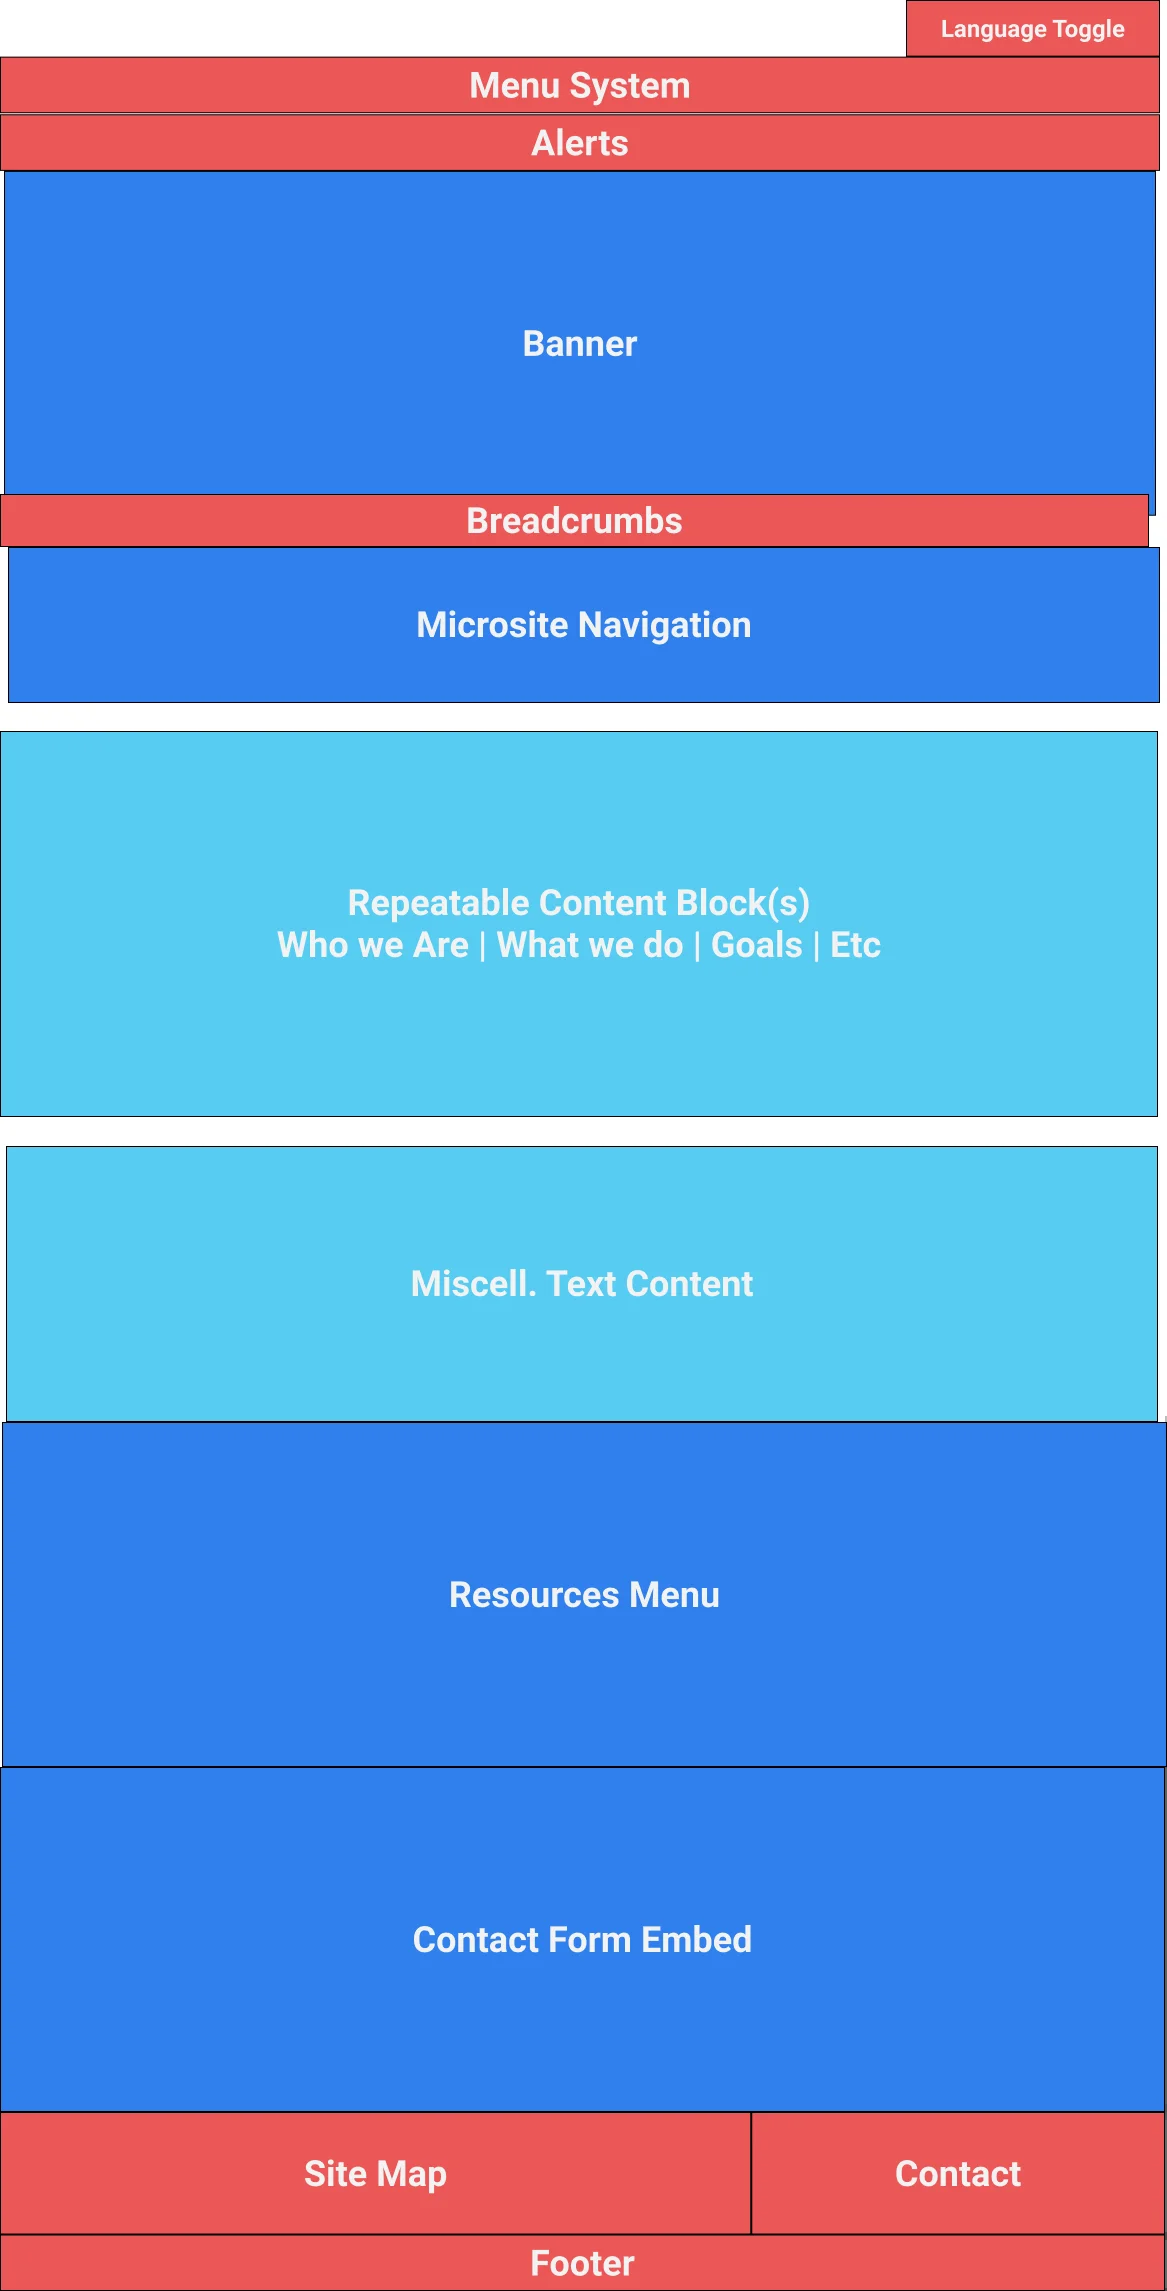 Language Toggle
Menu System
Alerts
Banner
Breadcrumbs
Microsite Navigation
Repeatable Content Block(s)
Who we Are | What we do | Goals | Etc
Miscell. Text Content
Resources Menu
Contact Form Embed
Site Map
Contact
Footer